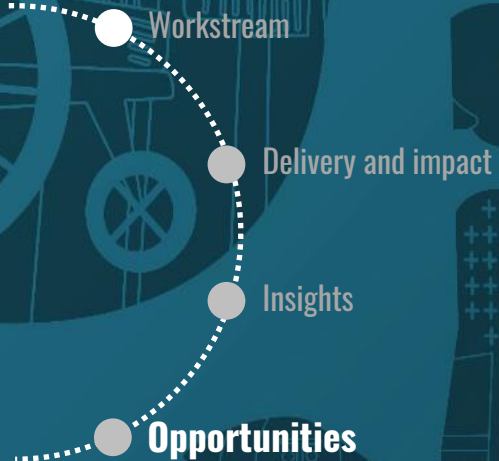 Workstream
Delivery and impact
Insights
Opportunities